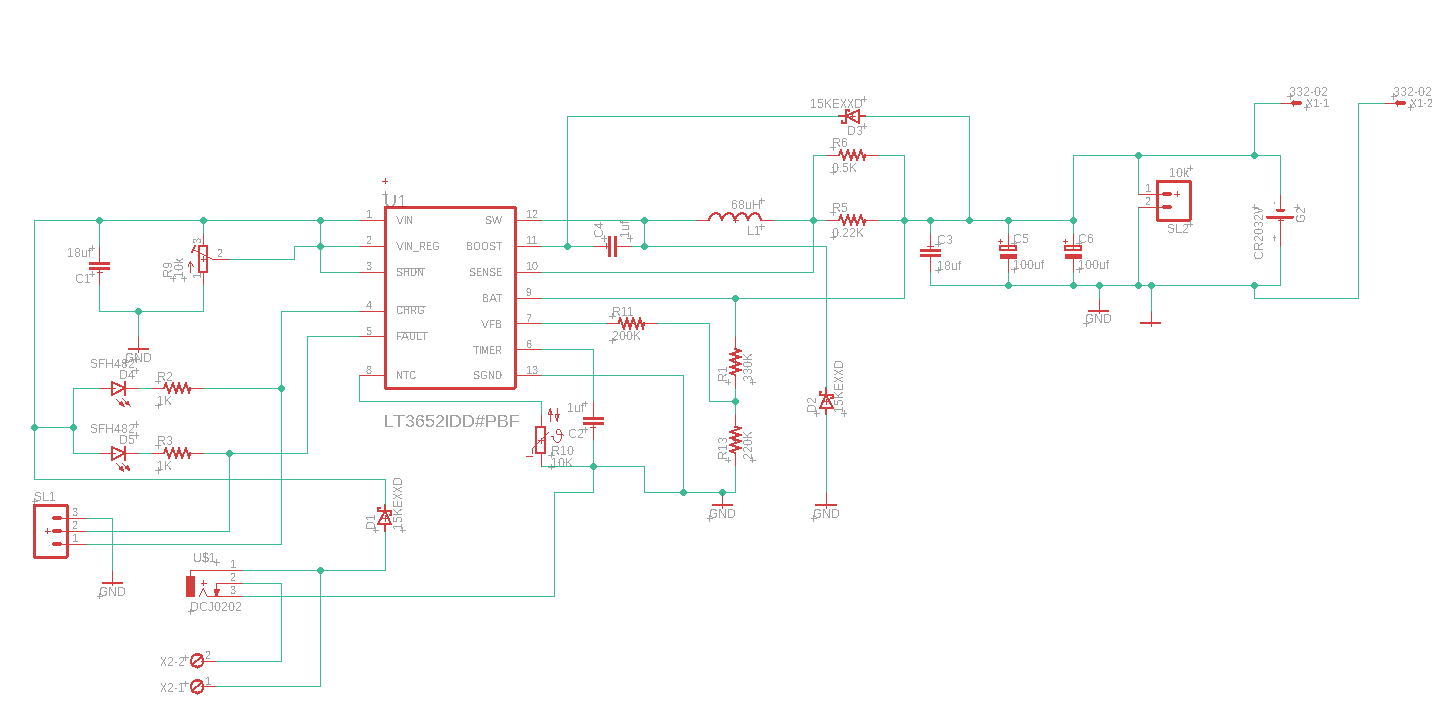 332-02
X1-1
332-02
X1-2
15KEXXD
D3
R6
0.5K
10k
1
2
SL2
CR2032V
G2
U1
68uH
L1
R5
0.22K
C4
1uf
1 VIN SW 12
2 VIN_REG BOOST 11
3 SHDN SENSE 10
4 CHRG BAT 9
5 FAULT VFB 7
TIMER 6
8 NTC SGND 13
LT3652IDD#PBF
18uf
C1
R9
10k
3
2
1
GND
C3
18uf
C5
100uf
C6
100uf
GND
R11
200K
R1
330K
R13
220K
D2
15KEXXD
GND
GND
1uf
C2
R10
10K
SFH482
D4
R2
1K
SFH482
D5
R3
1K
SL1
3
2
1
GND
D1
15KEXXD
U$1
1
2
3
DCJ0202
X2-2
2
X2-1
1